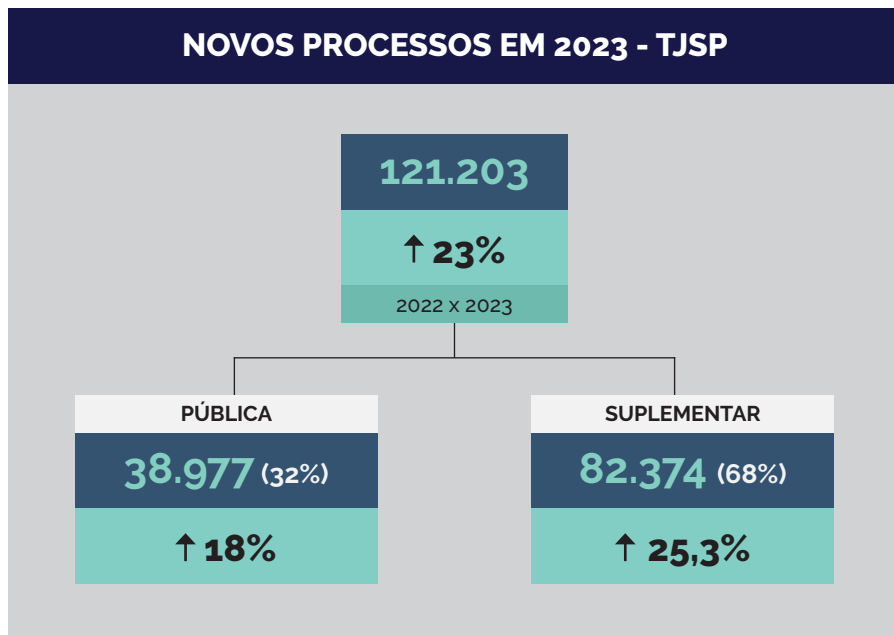 NOVOS PROCESSOS EM 2023 - TJSP
121.203
↑ 23%
2022 x 2023
PÚBLICA
38.977 (32%)
↑ 18%
SUPLEMENTAR
82.374 (68%)
↑ 25,3%